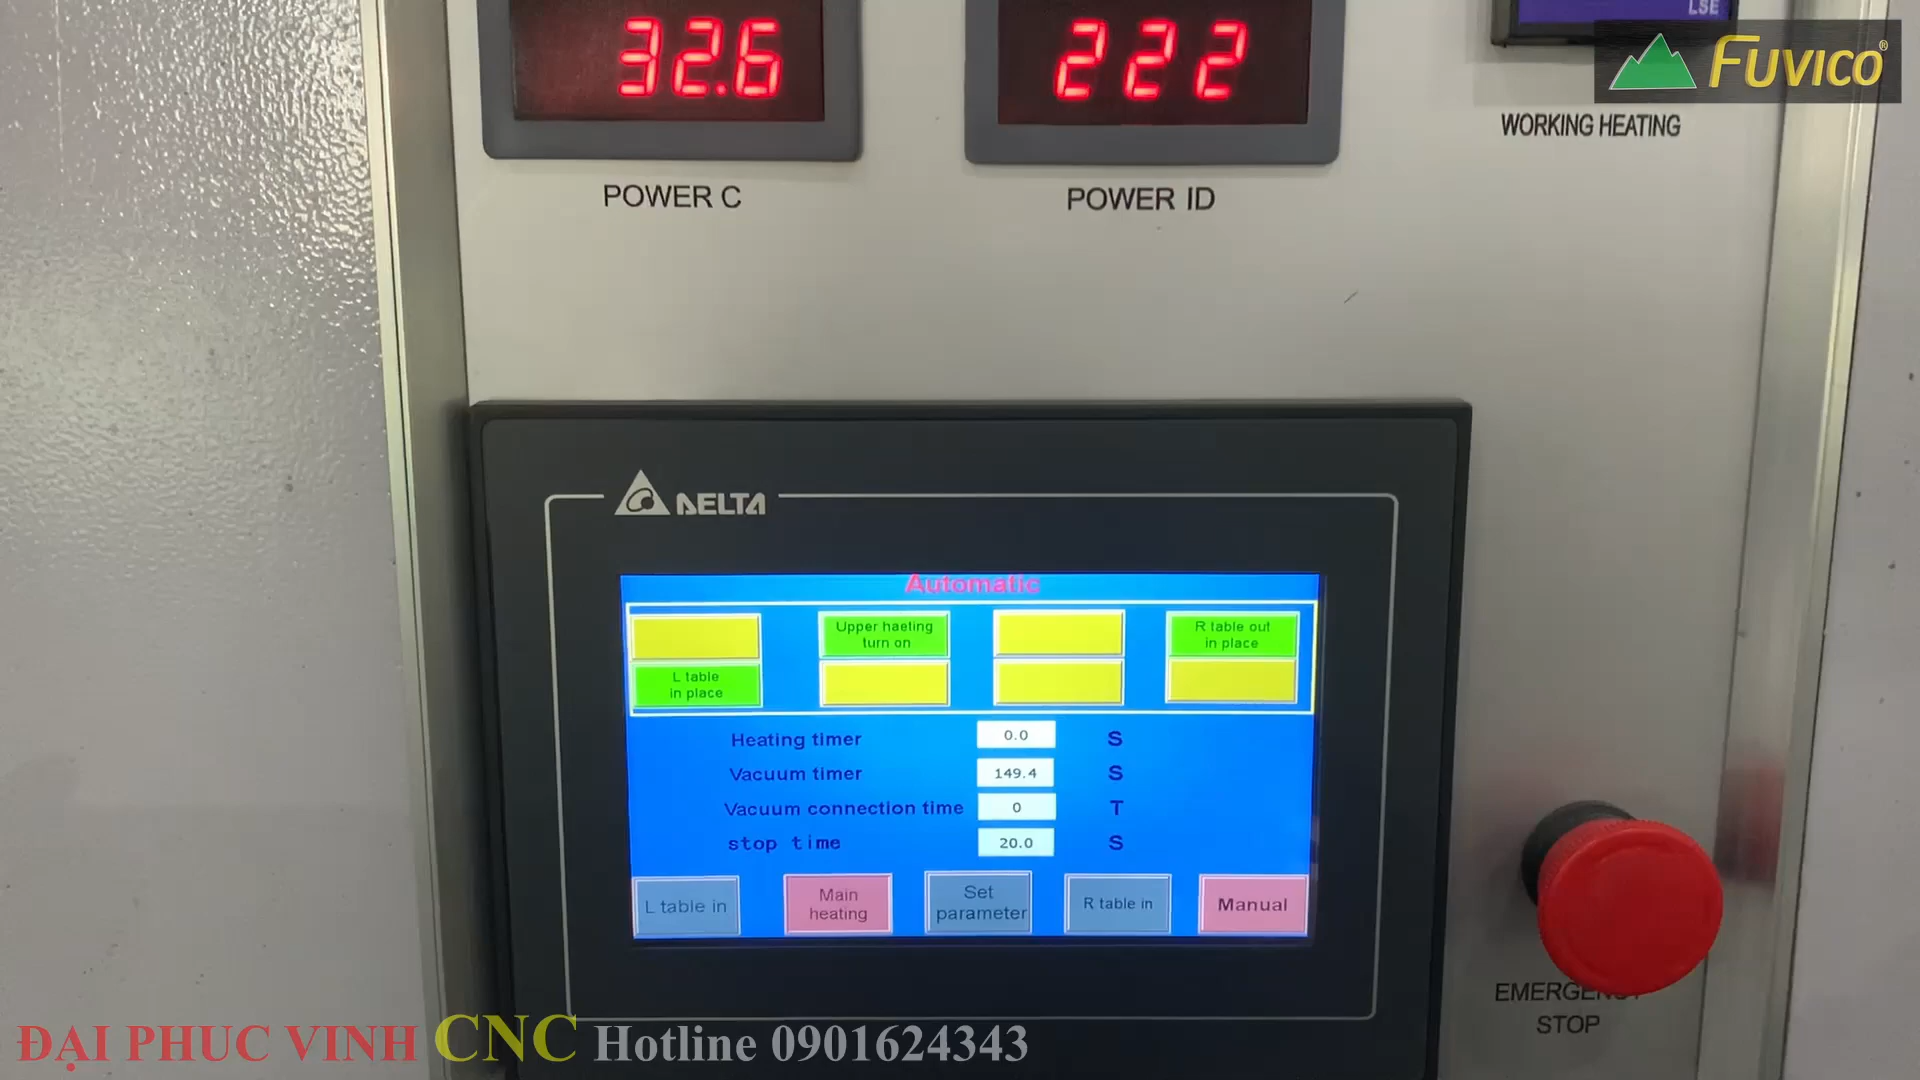 32.6
222
LSE
FUVICO®
WORKING HEATING
POWER C
POWER ID
DELTA
Automatic
Upper haeting
turn on
R table out
in place
L table
in place
Heating timer 0.0 S
Vacuum timer 149.4 S
Vacuum connection time 0 T
stop time 20.0 S
L table in
Main
heating
Set
parameter
R table in
Manual
EMERGENCY
STOP
ĐẠI PHUC VINH CNC Hotline 0901624343